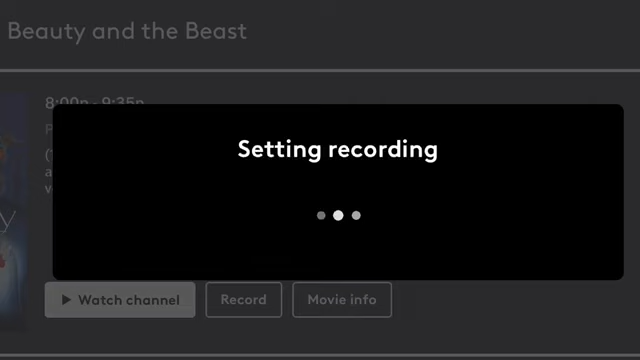 Beauty and the Beast
8:00p - 9:35p
Setting recording
Watch channel
Record
Movie info